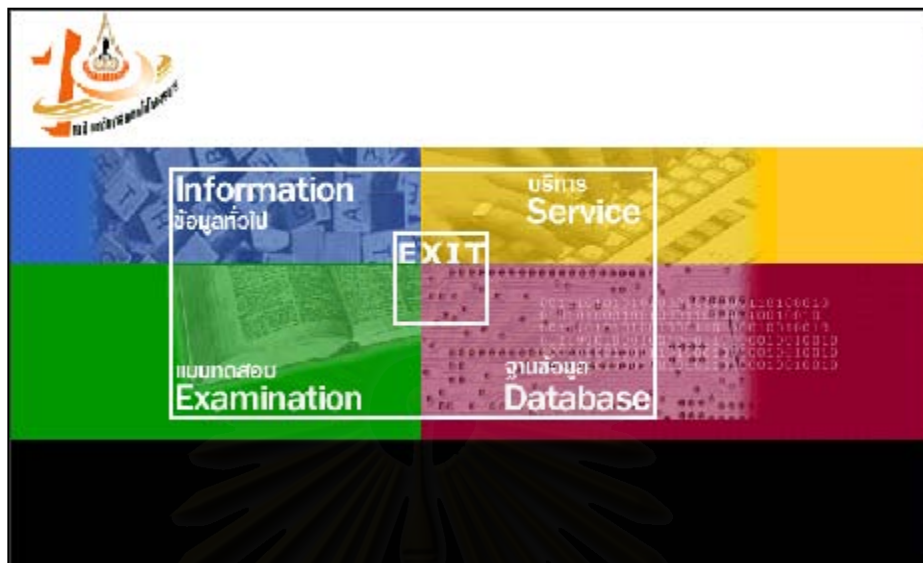 Information
ข้อมูลทั่วไป
บริการ
Service
EXIT
แบบทดสอบ
Examination
ฐานข้อมูล
Database